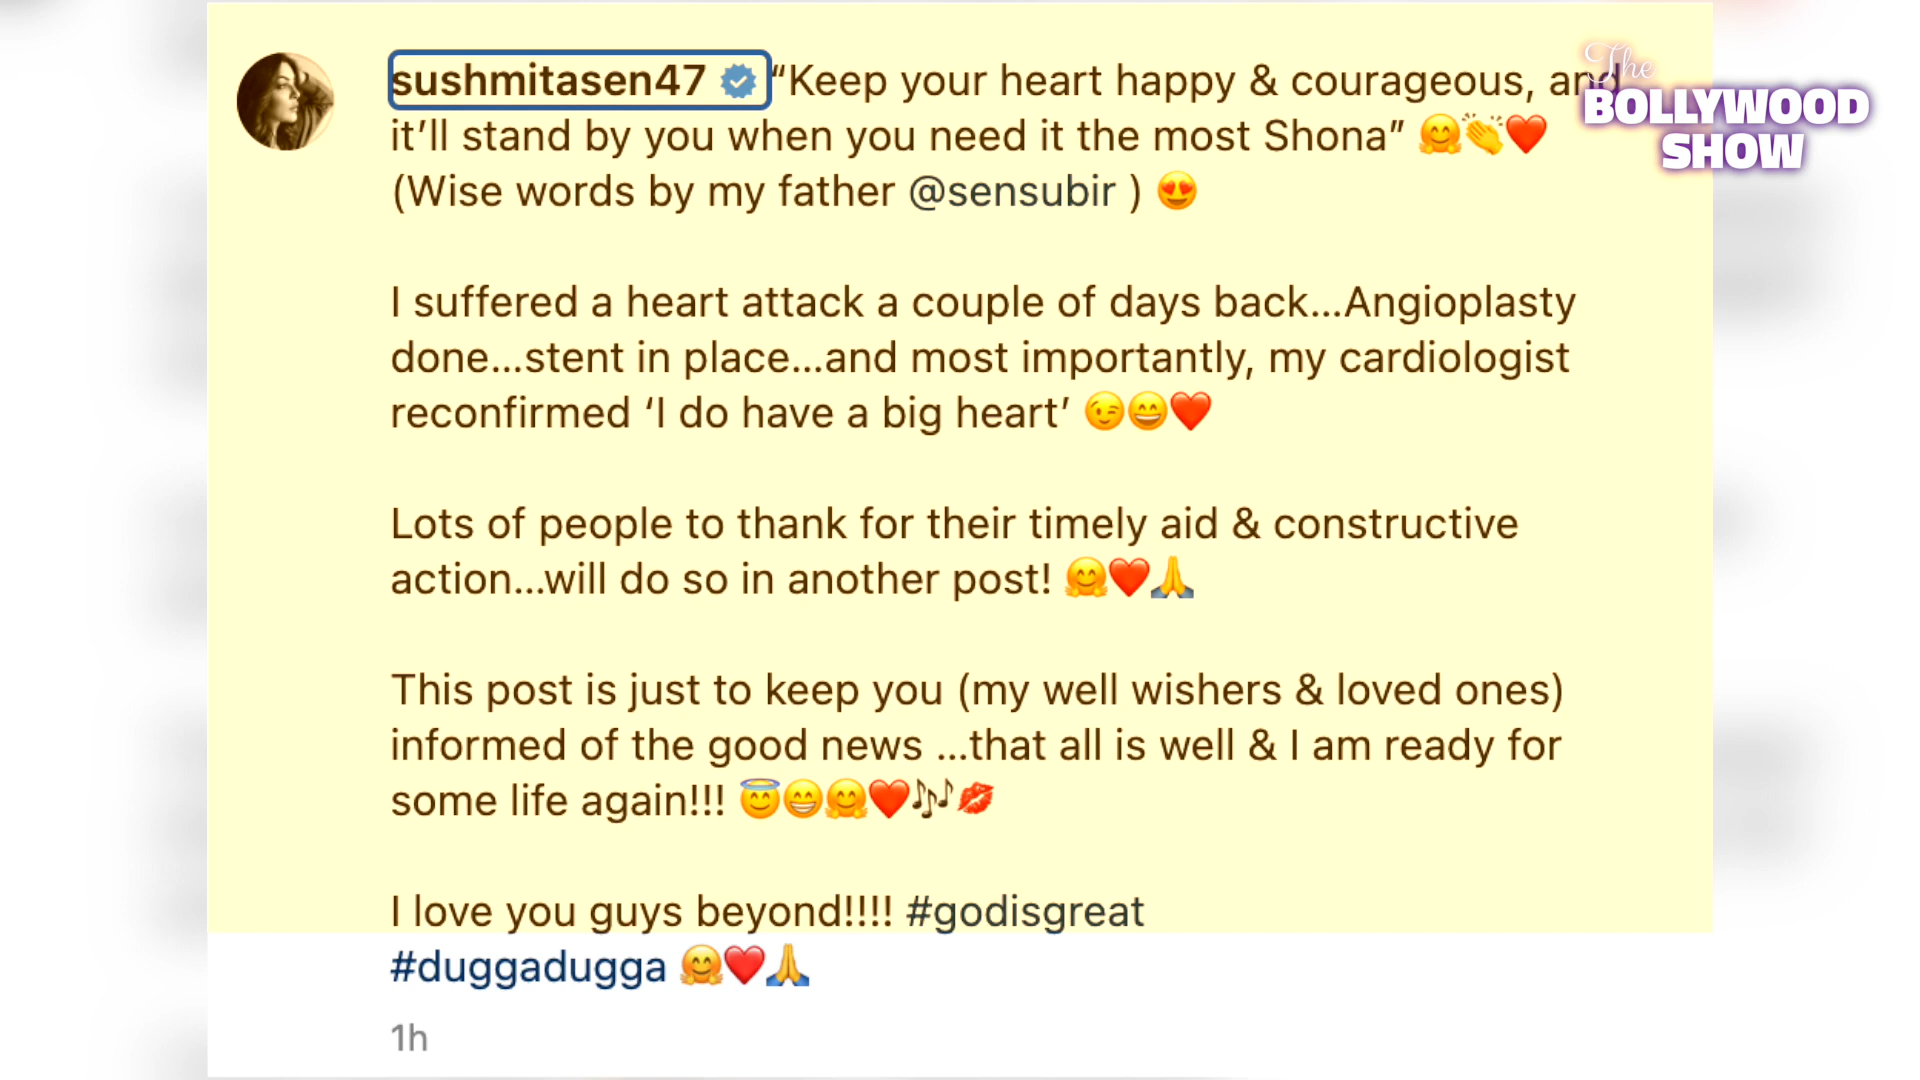 sushmitasen47 “Keep your heart happy & courageous, and
it’ll stand by you when you need it the most Shona” 🤗👏❤️
(Wise words by my father @sensubir ) 😍
I suffered a heart attack a couple of days back...Angioplasty
done...stent in place...and most importantly, my cardiologist
reconfirmed ‘I do have a big heart’ 😉😄❤️
Lots of people to thank for their timely aid & constructive
action...will do so in another post! 🤗❤️🙏
This post is just to keep you (my well wishers & loved ones)
informed of the good news ...that all is well & I am ready for
some life again!!! 😇😁🤗❤️🎶💋
I love you guys beyond!!!! #godisgreat
#duggadugga 🤗❤️🙏
1h
The
BOLLYWOOD
SHOW